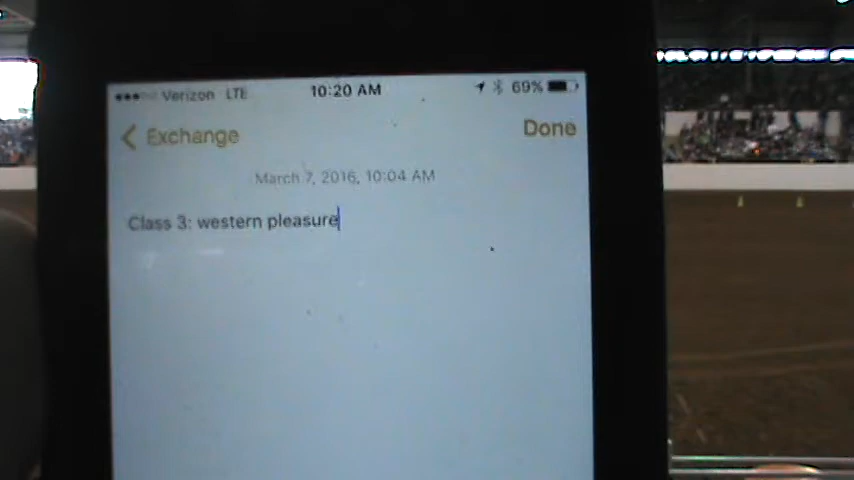 Verizon LTE 10:20 AM 69%
Exchange Done
March 7, 2016, 10:04 AM
Class 3: western pleasure